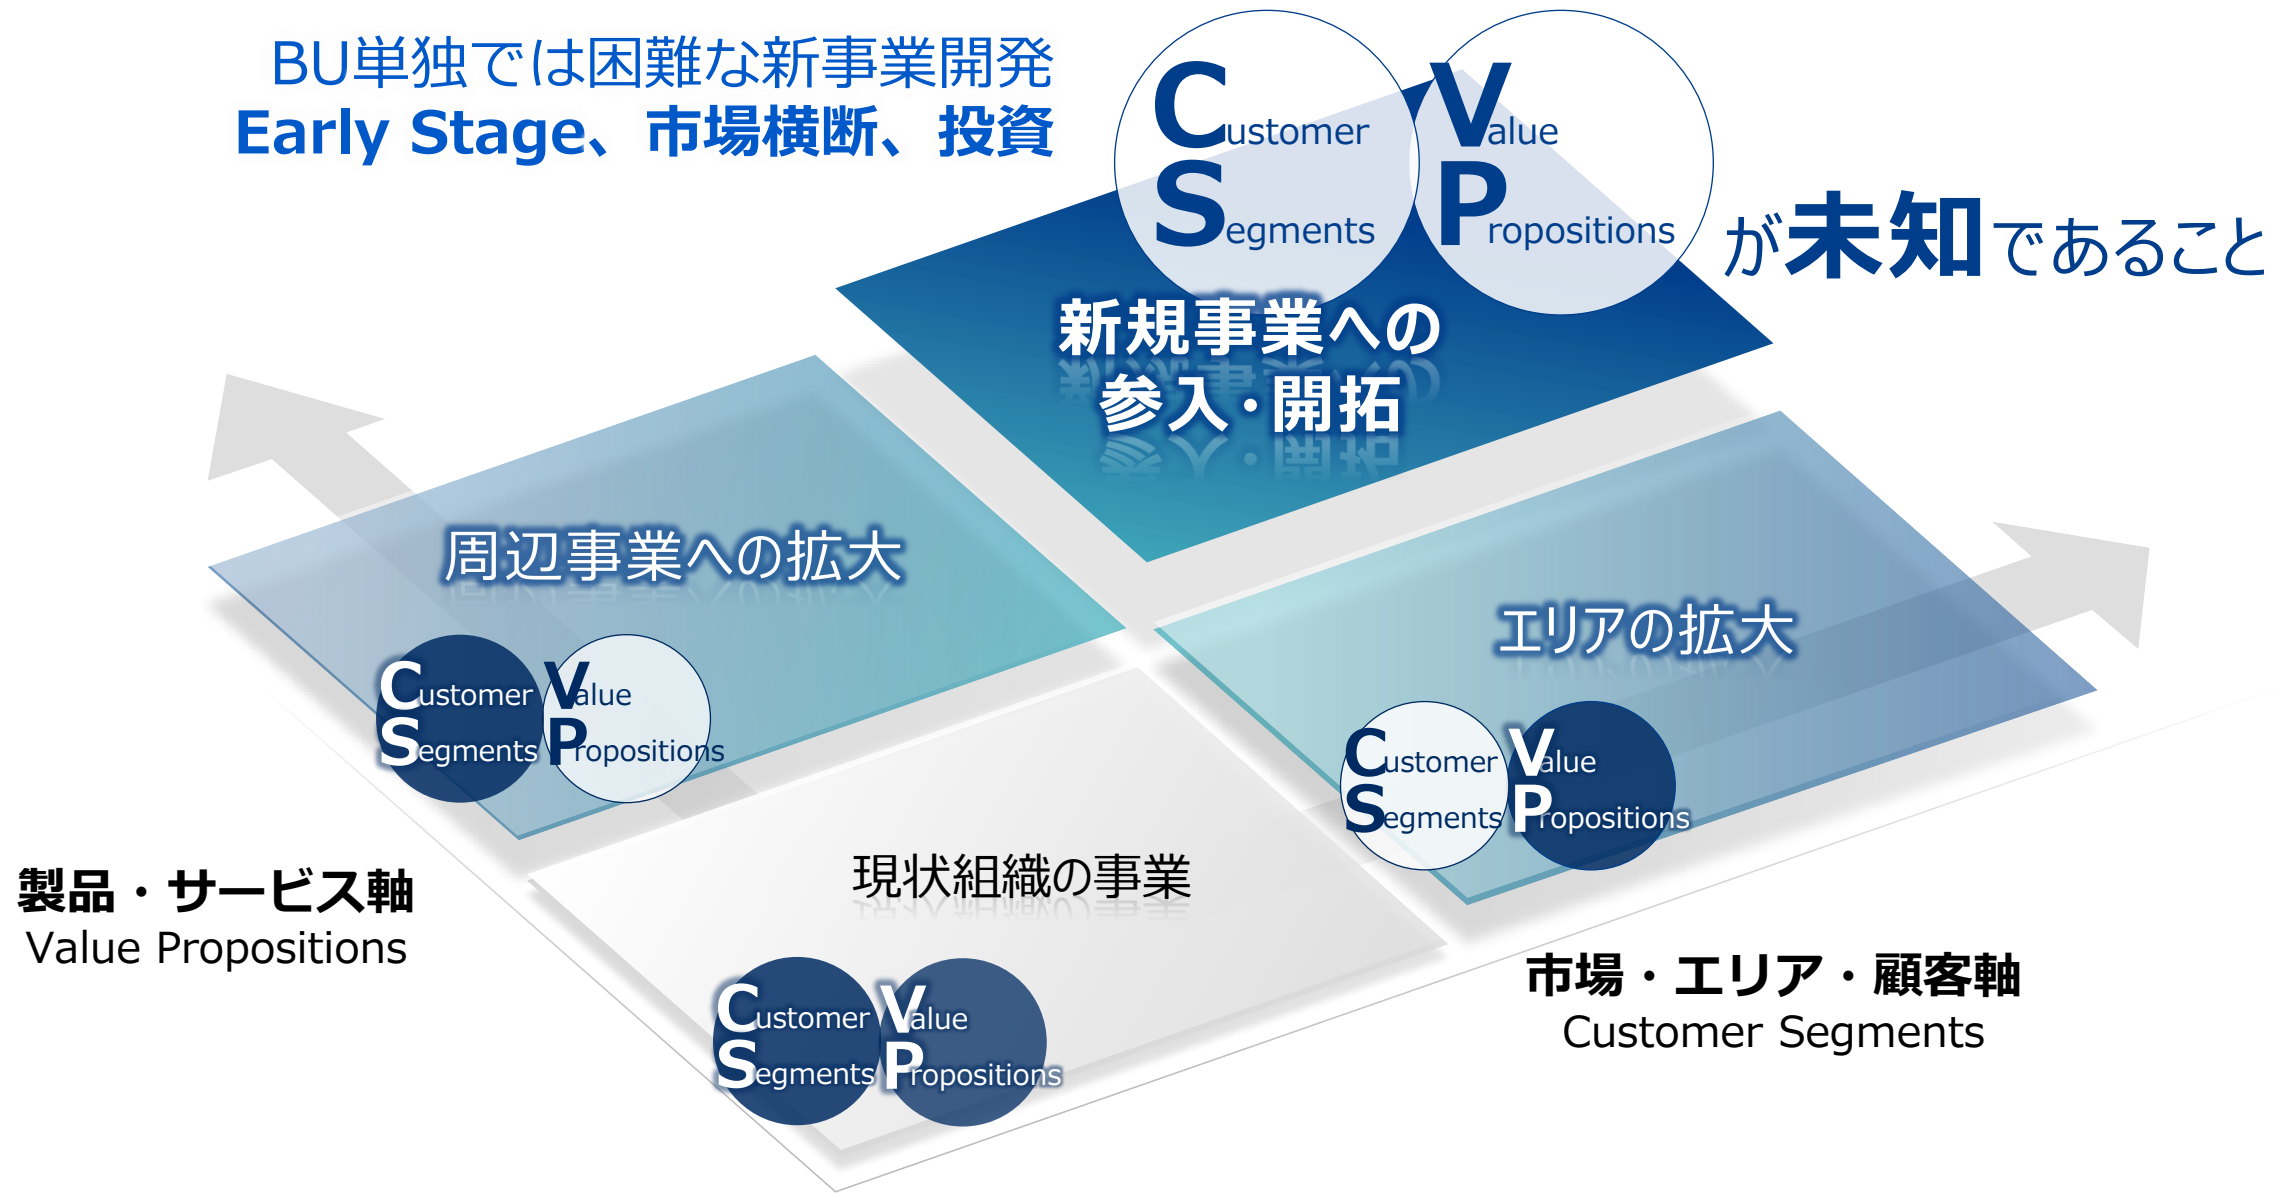 BU単独では困難な新事業開発
Early Stage、市場横断、投資
Customer
Segments
Value
Propositions
が未知であること
新規事業への
参入・開拓
周辺事業への拡大
Customer
Segments
Value
Propositions
エリアの拡大
Customer
Segments
Value
Propositions
現状組織の事業
Customer
Segments
Value
Propositions
製品・サービス軸
Value Propositions
市場・エリア・顧客軸
Customer Segments